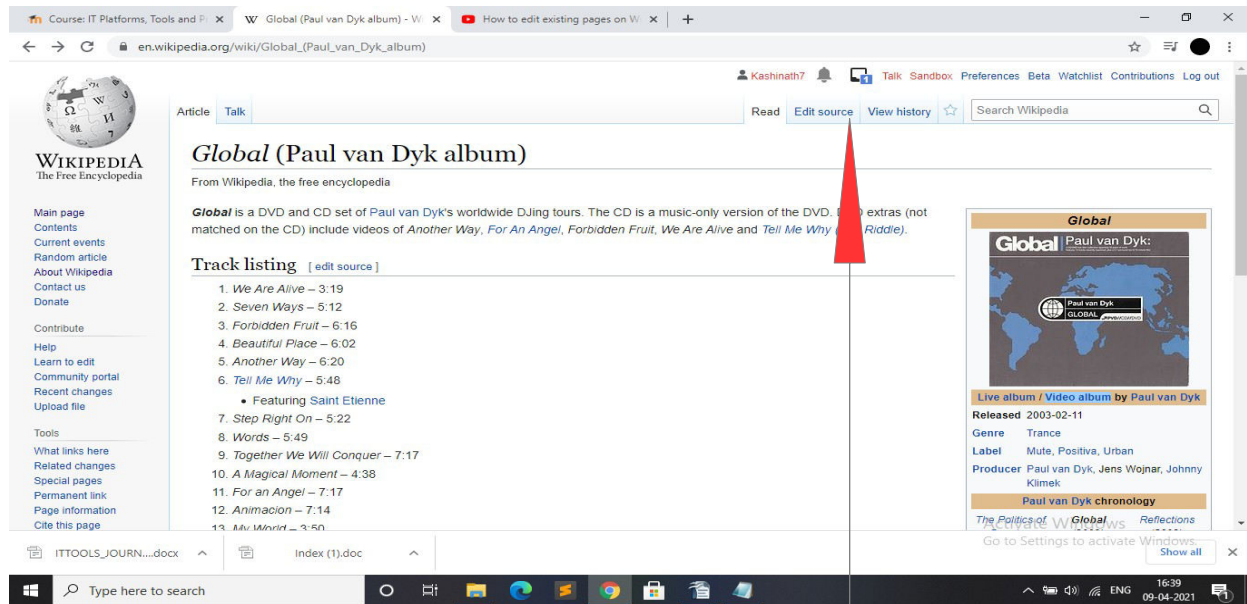 Course: IT Platforms, Tools and P
Global (Paul van Dyk album) - W
How to edit existing pages on W
en.wikipedia.org/wiki/Global_(Paul_van_Dyk_album)
Kashinath7 1 Talk Sandbox Preferences Beta Watchlist Contributions Log out
Article Talk Read Edit source View history Search Wikipedia
WIKIPEDIA
The Free Encyclopedia
Main page
Contents
Current events
Random article
About Wikipedia
Contact us
Donate
Contribute
Help
Learn to edit
Community portal
Recent changes
Upload file
Tools
What links here
Related changes
Special pages
Permanent link
Page information
Cite this page
Global (Paul van Dyk album)
From Wikipedia, the free encyclopedia
Global is a DVD and CD set of Paul van Dyk's worldwide DJing tours. The CD is a music-only version of the DVD. extras (not
matched on the CD) include videos of Another Way, For An Angel, Forbidden Fruit, We Are Alive and Tell Me Why Riddle).
Track listing [ edit source ]
1. We Are Alive – 3:19
2. Seven Ways – 5:12
3. Forbidden Fruit – 6:16
4. Beautiful Place – 6:02
5. Another Way – 6:20
6. Tell Me Why – 5:48
• Featuring Saint Etienne
7. Step Right On – 5:22
8. Words – 5:49
9. Together We Will Conquer – 7:17
10. A Magical Moment – 4:38
11. For an Angel – 7:17
12. Animacion – 7:14
13. My World – 3:50
Global
Global Paul van Dyk:
Paul van Dyk
GLOBAL
Live album / Video album by Paul van Dyk
Released 2003-02-11
Genre Trance
Label Mute, Positiva, Urban
Producer Paul van Dyk, Jens Wojnar, Johnny
Klimek
Paul van Dyk chronology
The Politics of Global Reflections
Activate Windows
Go to Settings to activate Windows.
ITTOOLS_JOURN....docx
Index (1).doc
Show all
Type here to search
ENG
16:39
09-04-2021
1